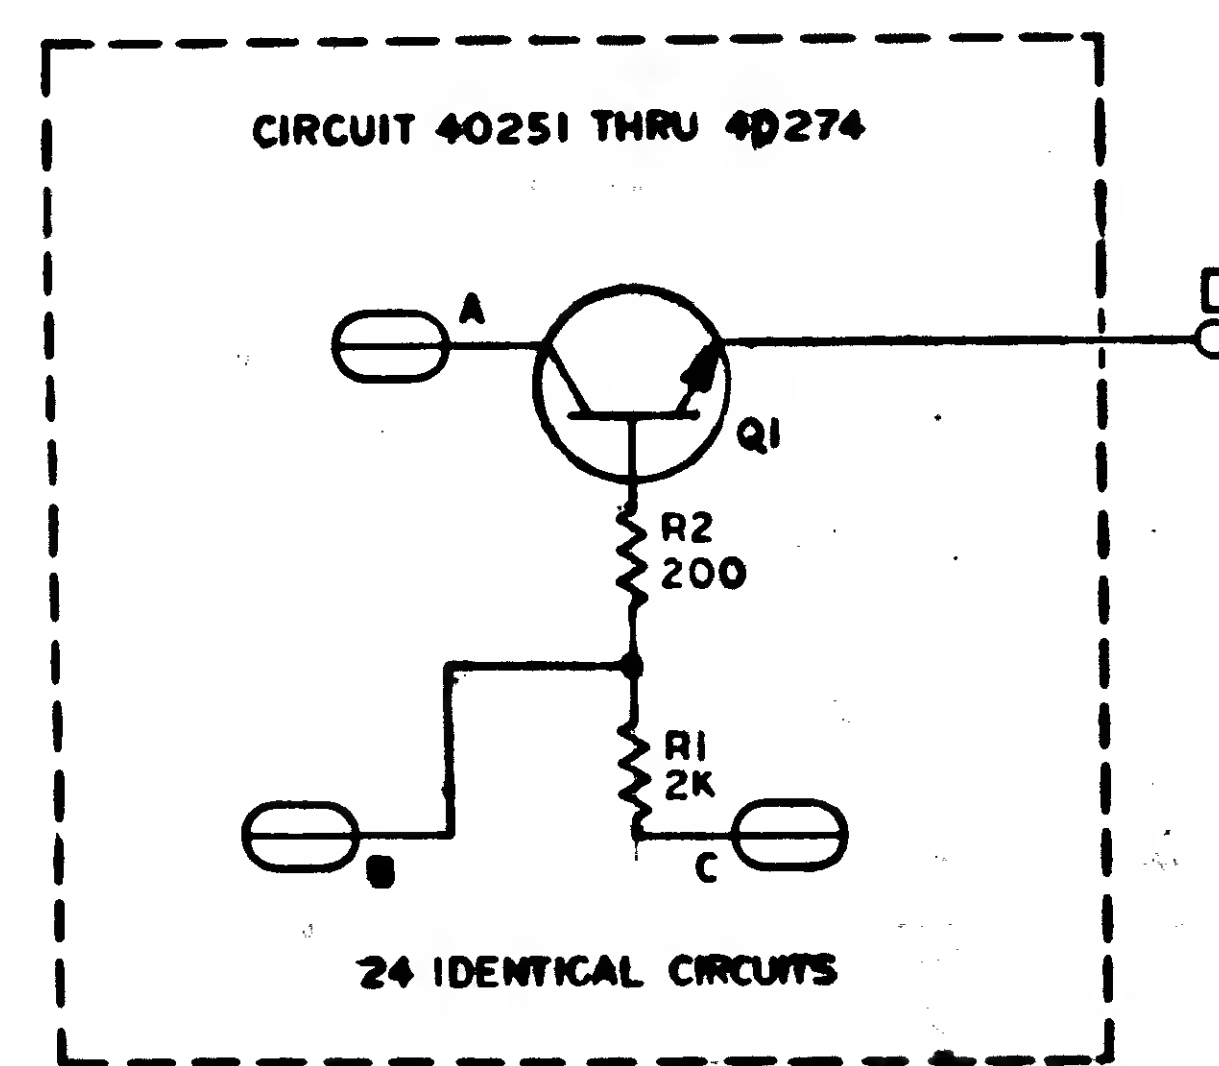 CIRCUIT 40251 THRU 40274
A
Q1
R2
200
R1
2K
B
C
24 IDENTICAL CIRCUITS